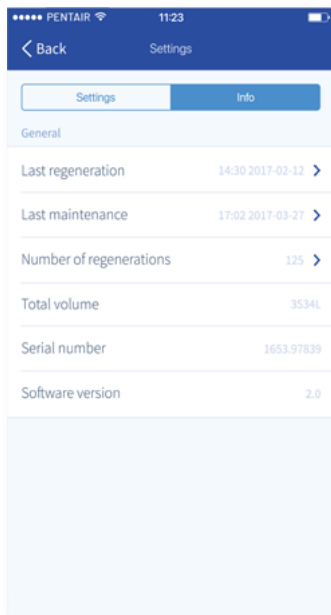 PENTAIR 11:23
Back Settings
Settings Info
General
Last regeneration 14:30 2017-02-12
Last maintenance 17:02 2017-03-27
Number of regenerations 125
Total volume 3534L
Serial number 1653.97839
Software version 2.0